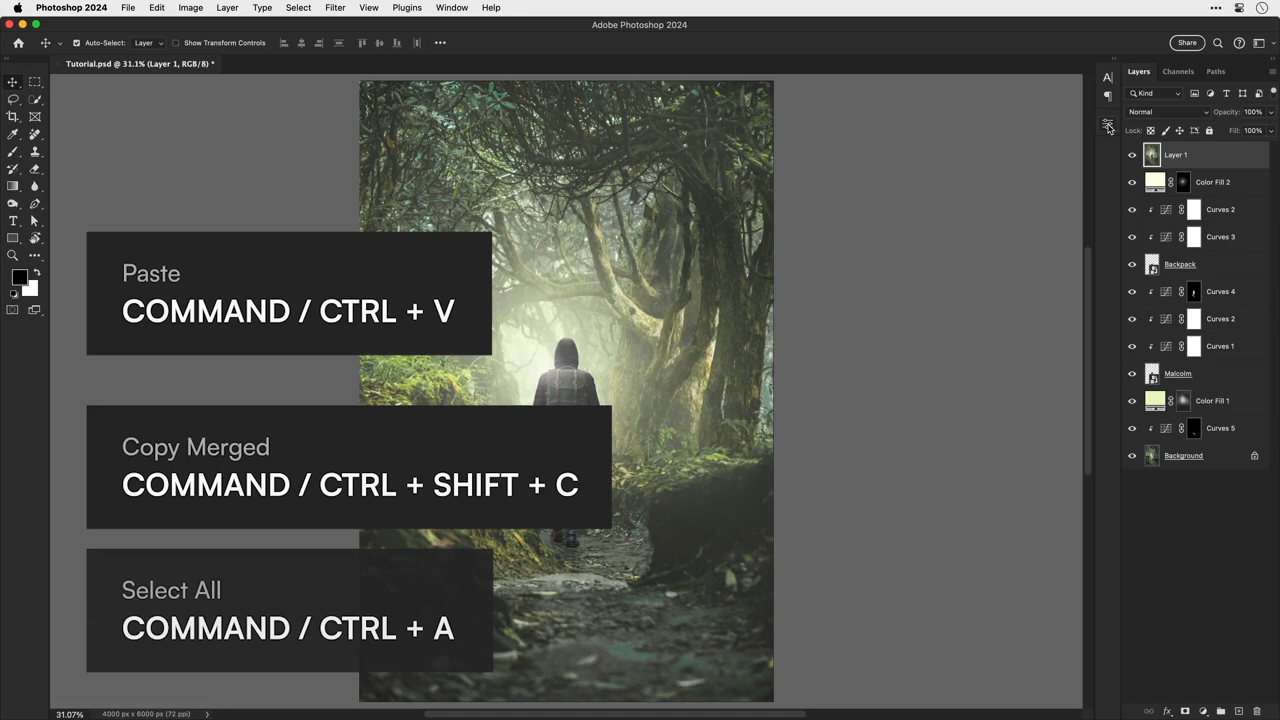 Photoshop 2024 File Edit Image Layer Type Select Filter View Plugins Window Help
Adobe Photoshop 2024
Auto-Select: Layer Show Transform Controls
Share
Tutorial.psd @ 31.1% (Layer 1, RGB/8) *
Layers Channels Paths
Kind
Normal Opacity: 100%
Lock: Fill: 100%
Layer 1
Color Fill 2
Curves 2
Curves 3
Backpack
Curves 4
Curves 2
Curves 1
Malcolm
Color Fill 1
Curves 5
Background
Paste
COMMAND / CTRL + V
Copy Merged
COMMAND / CTRL + SHIFT + C
Select All
COMMAND / CTRL + A
31.07% 4000 px x 6000 px (72 ppi)